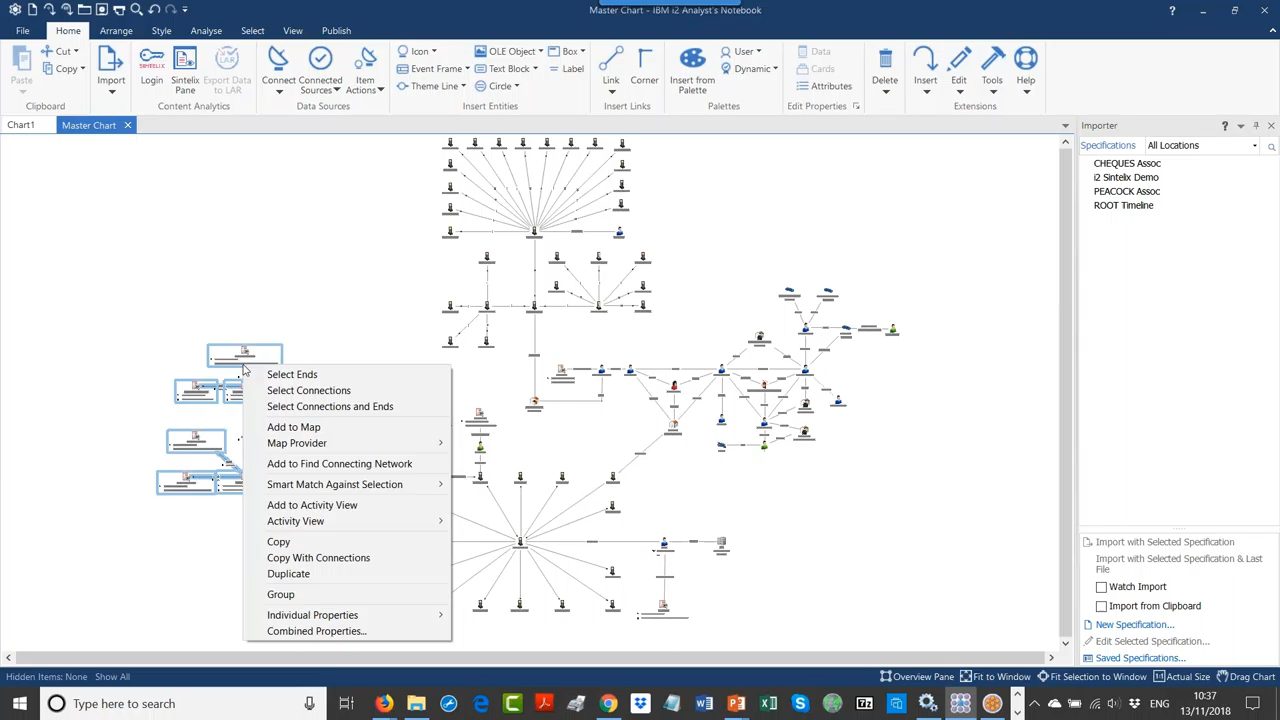 Master Chart - IBM i2 Analyst's Notebook
File
Home
Arrange
Style
Analyse
Select
View
Publish
Paste
Cut
Copy
Clipboard
Import
SINTELIX
Login
Sintelix
Pane
Export Data
to LAR
Content Analytics
Connect
Connected
Sources
Item
Actions
Data Sources
Icon
Event Frame
Theme Line
OLE Object
Text Block
Circle
Box
Label
Insert Entities
Link
Corner
Insert Links
Insert from
Palette
User
Dynamic
Palettes
Data
Cards
Attributes
Edit Properties
Delete
Insert
Edit
Tools
Help
Extensions
Chart1
Master Chart
Importer
Specifications
All Locations
CHEQUES Assoc
i2 Sintelix Demo
PEACOCK Assoc
ROOT Timeline
Select Ends
Select Connections
Select Connections and Ends
Add to Map
Map Provider
Add to Find Connecting Network
Smart Match Against Selection
Add to Activity View
Activity View
Copy
Copy With Connections
Duplicate
Group
Individual Properties
Combined Properties...
Import with Selected Specification
Import with Selected Specification & Last
File
Watch Import
Import from Clipboard
New Specification...
Edit Selected Specification...
Saved Specifications...
Hidden Items: None
Show All
Overview Pane
Fit to Window
Fit Selection to Window
Actual Size
Drag Chart
Type here to search
ENG
10:37
13/11/2018